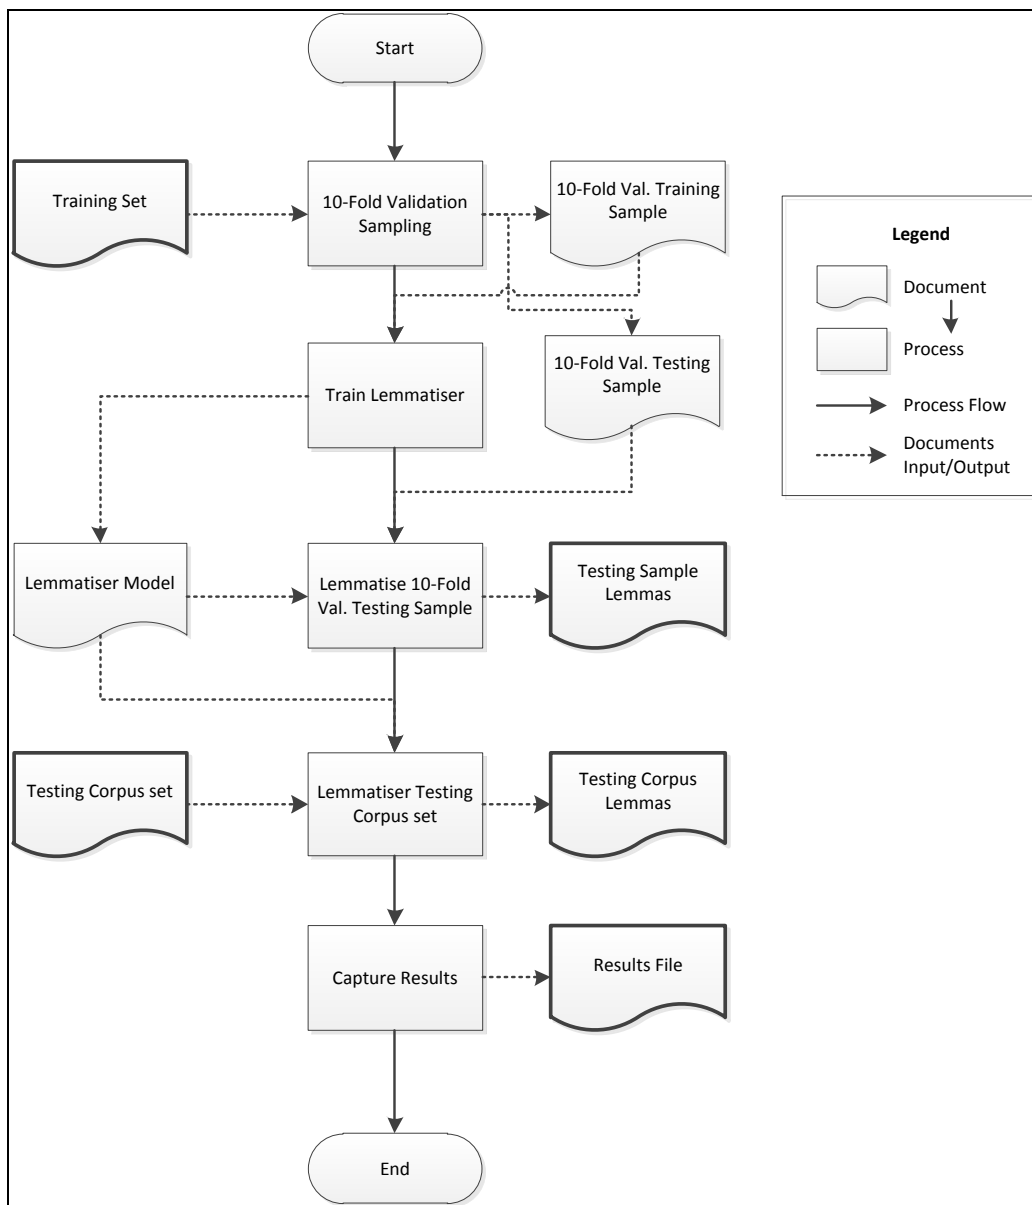 Start
Training Set
10-Fold Validation
Sampling
10-Fold Val. Training
Sample
Legend
Document
Process
Process Flow
Documents
Input/Output
Train Lemmatiser
10-Fold Val. Testing
Sample
Lemmatiser Model
Lemmatise 10-Fold
Val. Testing Sample
Testing Sample
Lemmas
Testing Corpus set
Lemmatiser Testing
Corpus set
Testing Corpus
Lemmas
Capture Results
Results File
End